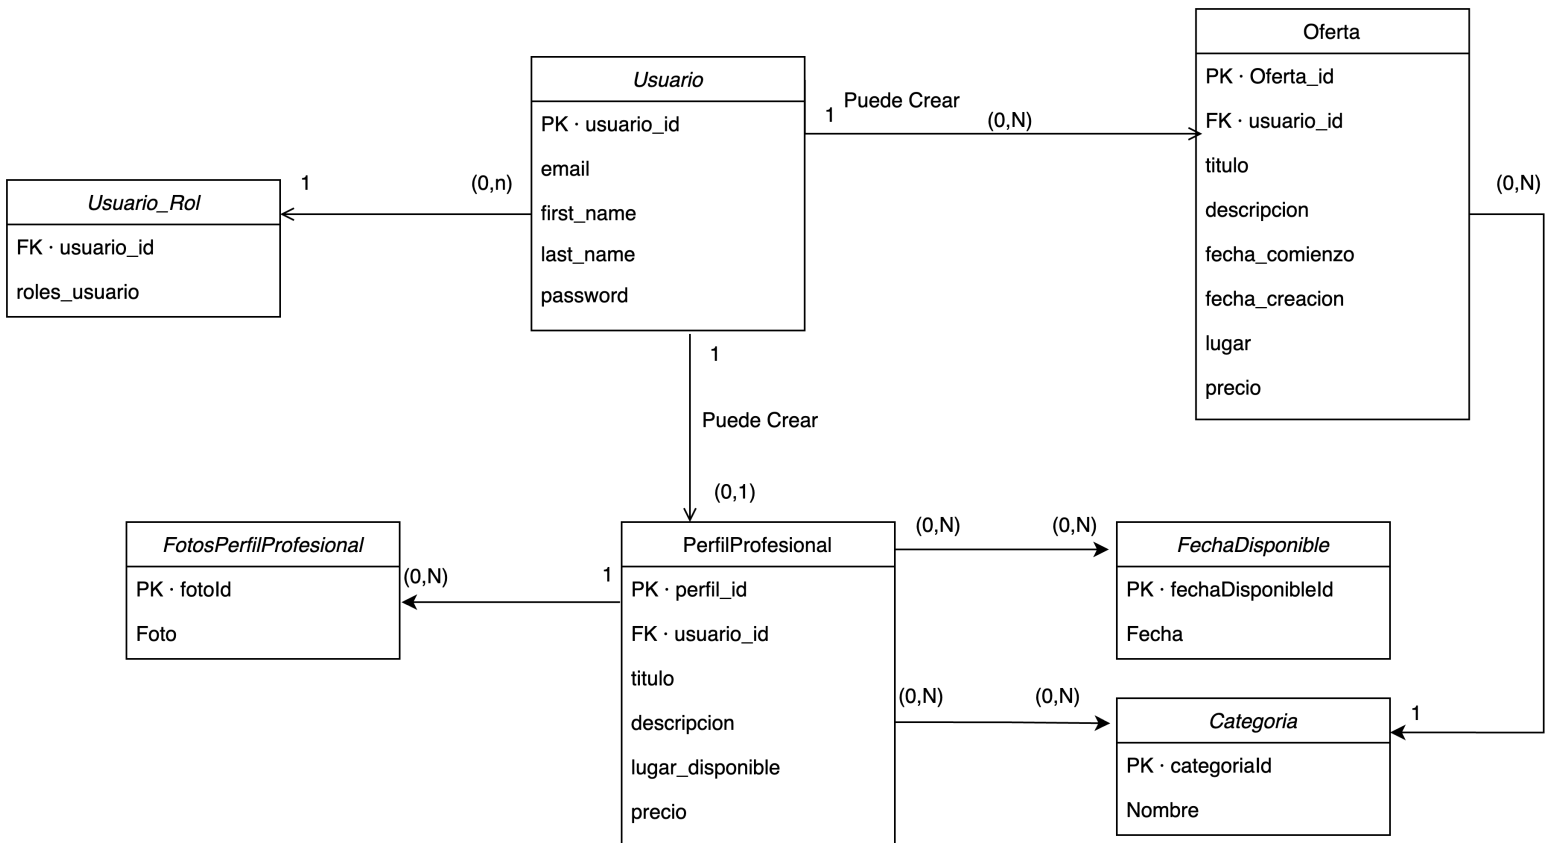 Oferta
PK · Oferta_id
FK · usuario_id
titulo
descripcion
fecha_comienzo
fecha_creacion
lugar
precio
Usuario
PK · usuario_id
email
first_name
last_name
password
1
Puede Crear
(0,N)
(0,N)
1
(0,n)
Usuario_Rol
FK · usuario_id
roles_usuario
1
Puede Crear
(0,1)
FotosPerfilProfesional
PK · fotoId
Foto
(0,N)
1
PerfilProfesional
PK · perfil_id
FK · usuario_id
titulo
descripcion
lugar_disponible
precio
(0,N)
(0,N)
FechaDisponible
PK · fechaDisponibleId
Fecha
(0,N)
(0,N)
Categoria
PK · categoriaId
Nombre
1